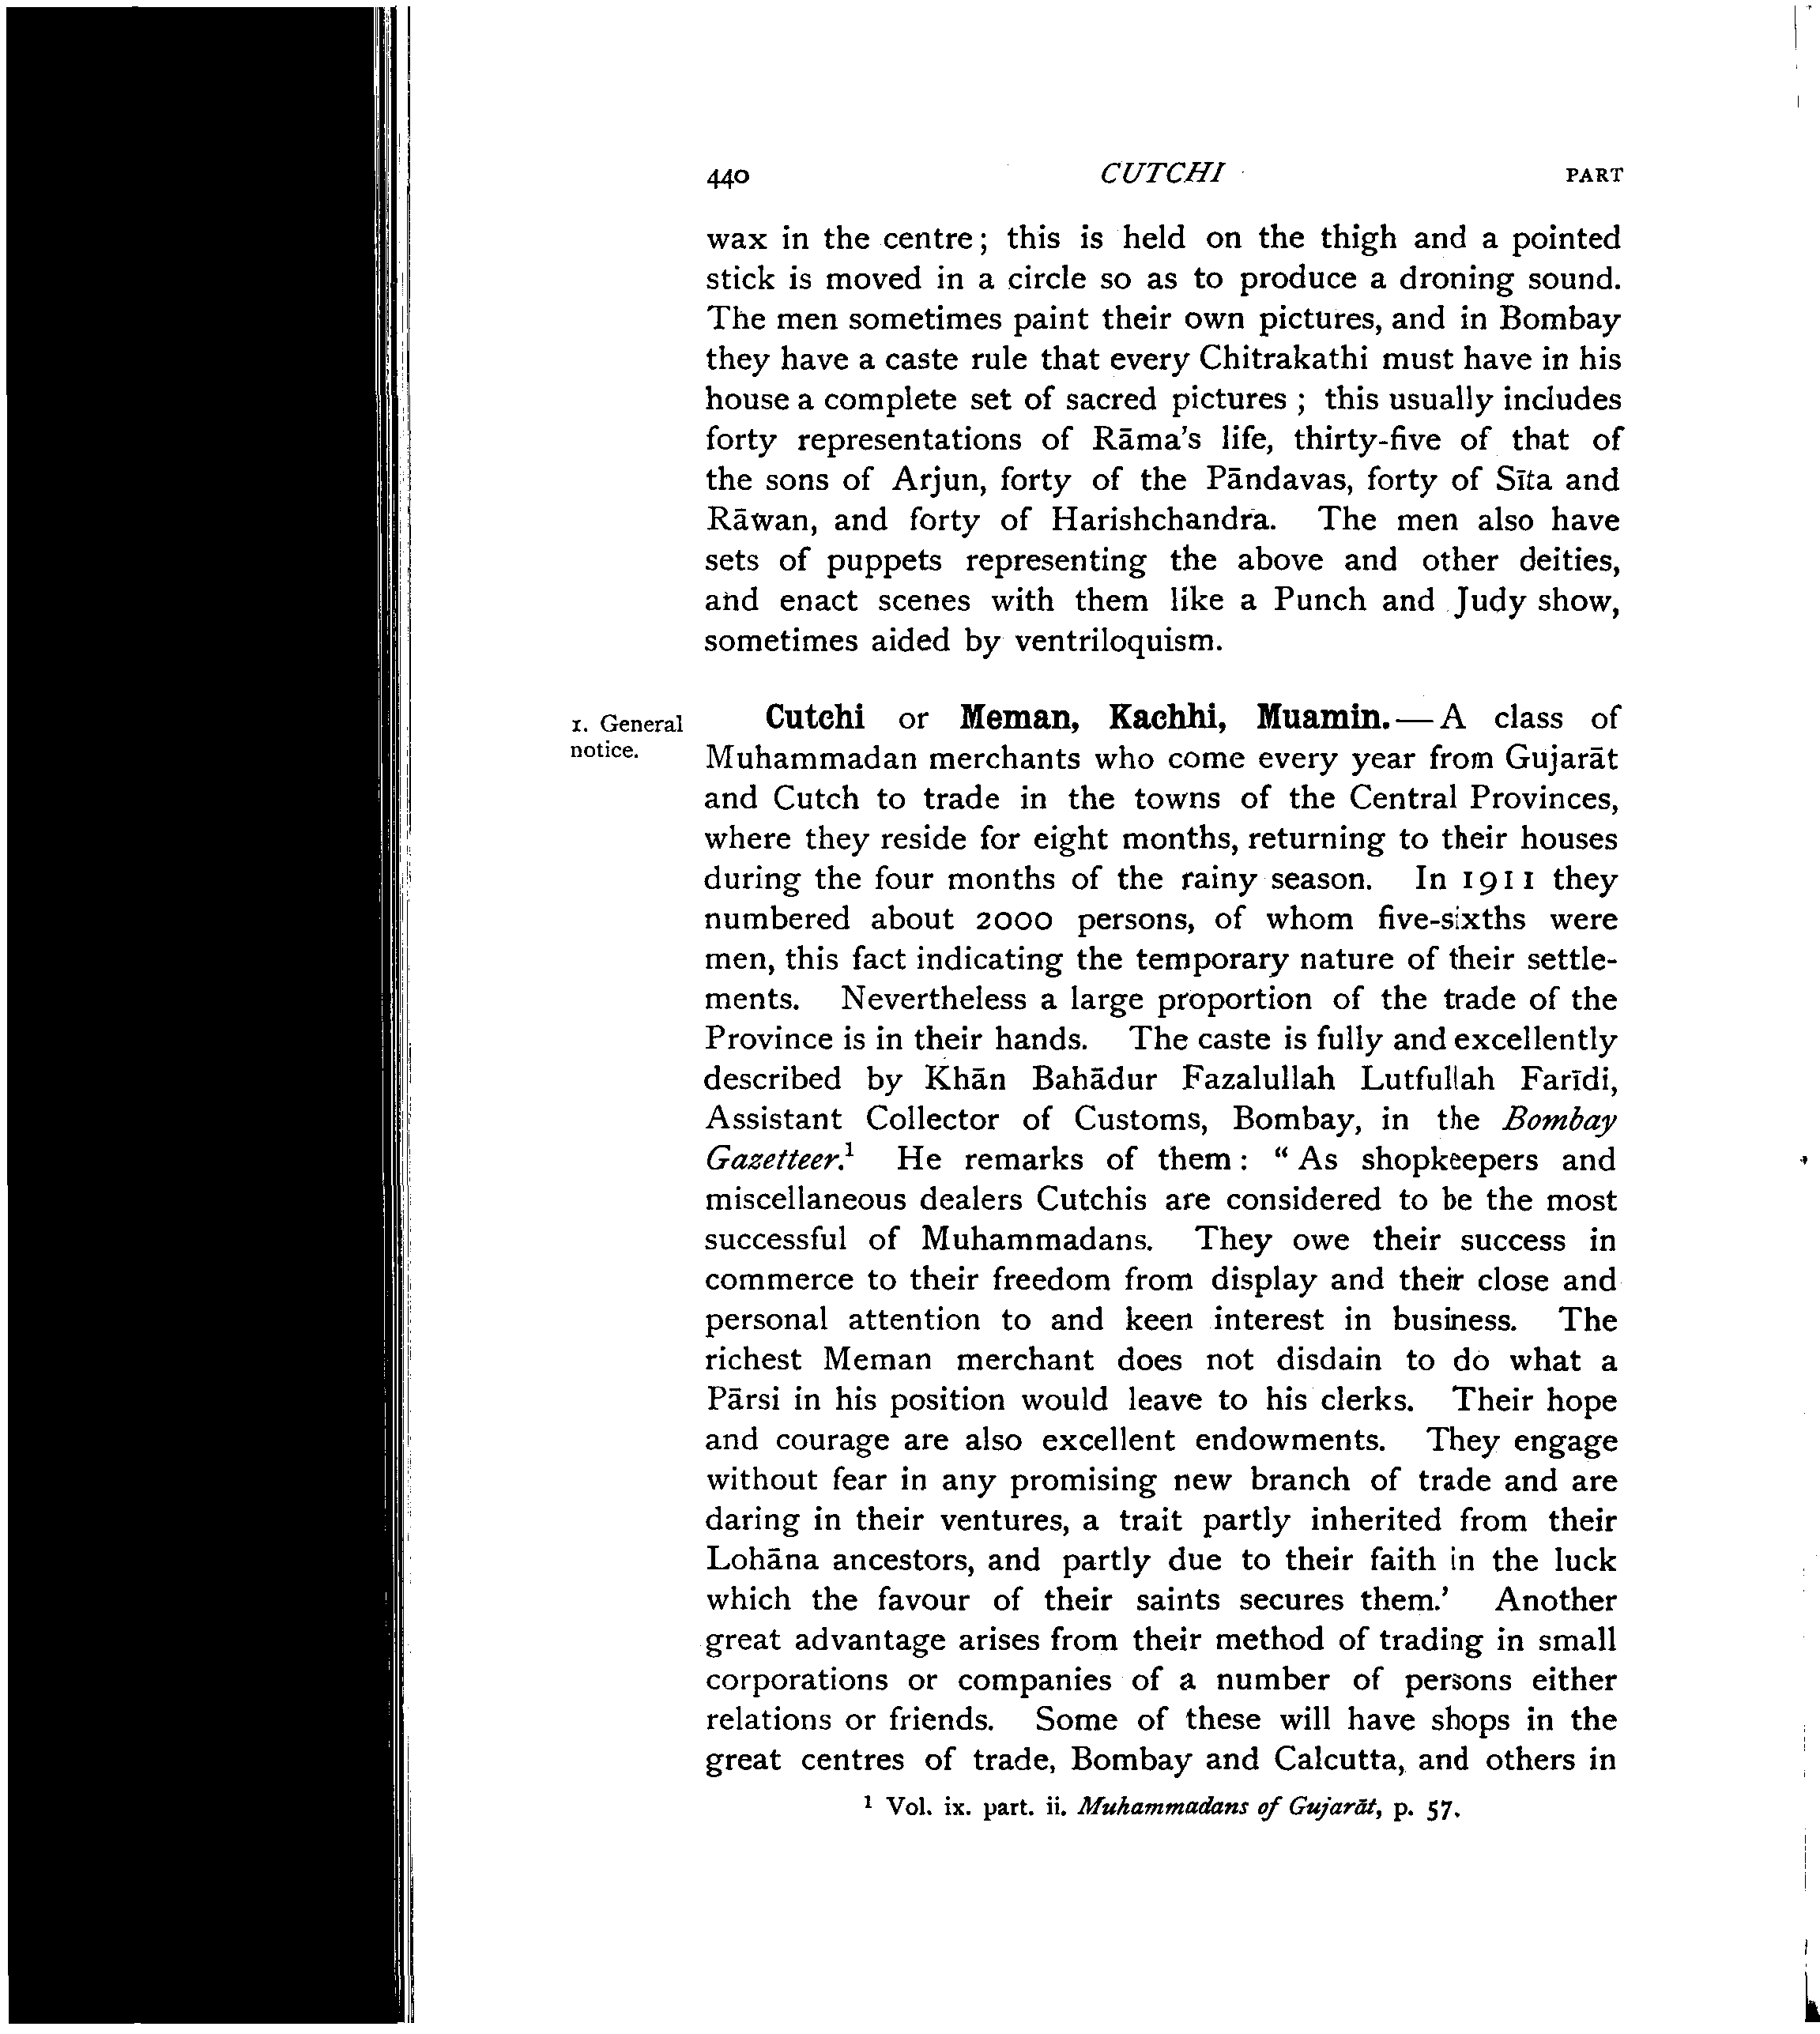 440 CUTCHI PART
wax in the centre; this is held on the thigh and a pointed
stick is moved in a circle so as to produce a droning sound.
The men sometimes paint their own pictures, and in Bombay
they have a caste rule that every Chitrakathi must have in his
house a complete set of sacred pictures ; this usually includes
forty representations of Rāma's life, thirty-five of that of
the sons of Arjun, forty of the Pāndavas, forty of Sīta and
Rāwan, and forty of Harishchandra. The men also have
sets of puppets representing the above and other deities,
and enact scenes with them like a Punch and Judy show,
sometimes aided by ventriloquism.
1. General
notice.
Cutchi or Meman, Kachhi, Muamin.—A class of
Muhammadan merchants who come every year from Gujarāt
and Cutch to trade in the towns of the Central Provinces,
where they reside for eight months, returning to their houses
during the four months of the rainy season. In 1911 they
numbered about 2000 persons, of whom five-sixths were
men, this fact indicating the temporary nature of their settle-
ments. Nevertheless a large proportion of the trade of the
Province is in their hands. The caste is fully and excellently
described by Khān Bahādur Fazalullah Lutfullah Farīdi,
Assistant Collector of Customs, Bombay, in the Bombay
Gazetteer.¹ He remarks of them: “As shopkeepers and
miscellaneous dealers Cutchis are considered to be the most
successful of Muhammadans. They owe their success in
commerce to their freedom from display and their close and
personal attention to and keen interest in business. The
richest Meman merchant does not disdain to do what a
Pārsi in his position would leave to his clerks. Their hope
and courage are also excellent endowments. They engage
without fear in any promising new branch of trade and are
daring in their ventures, a trait partly inherited from their
Lohāna ancestors, and partly due to their faith in the luck
which the favour of their saints secures them.’ Another
great advantage arises from their method of trading in small
corporations or companies of a number of persons either
relations or friends. Some of these will have shops in the
great centres of trade, Bombay and Calcutta, and others in
¹ Vol. ix. part. ii. Muhammadans of Gujarāt, p. 57.